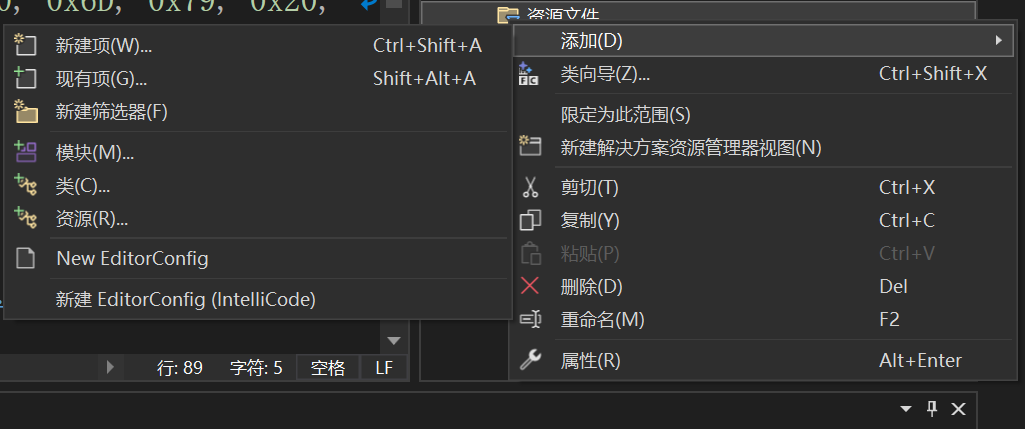 0, 0x6D, 0x79, 0x20,
资源文件
新建项(W)... Ctrl+Shift+A
现有项(G)... Shift+Alt+A
新建筛选器(F)
模块(M)...
类(C)...
资源(R)...
New EditorConfig
新建 EditorConfig (IntelliCode)
添加(D)
类向导(Z)... Ctrl+Shift+X
限定为此范围(S)
新建解决方案资源管理器视图(N)
剪切(T) Ctrl+X
复制(Y) Ctrl+C
粘贴(P) Ctrl+V
删除(D) Del
重命名(M) F2
属性(R) Alt+Enter
行: 89 字符: 5 空格 LF